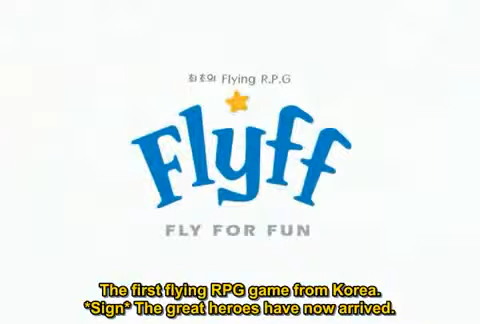 최초의 Flying R.P.G
Flyff
FLY FOR FUN
The first flying RPG game from Korea.
*Sign* The great heroes have now arrived.